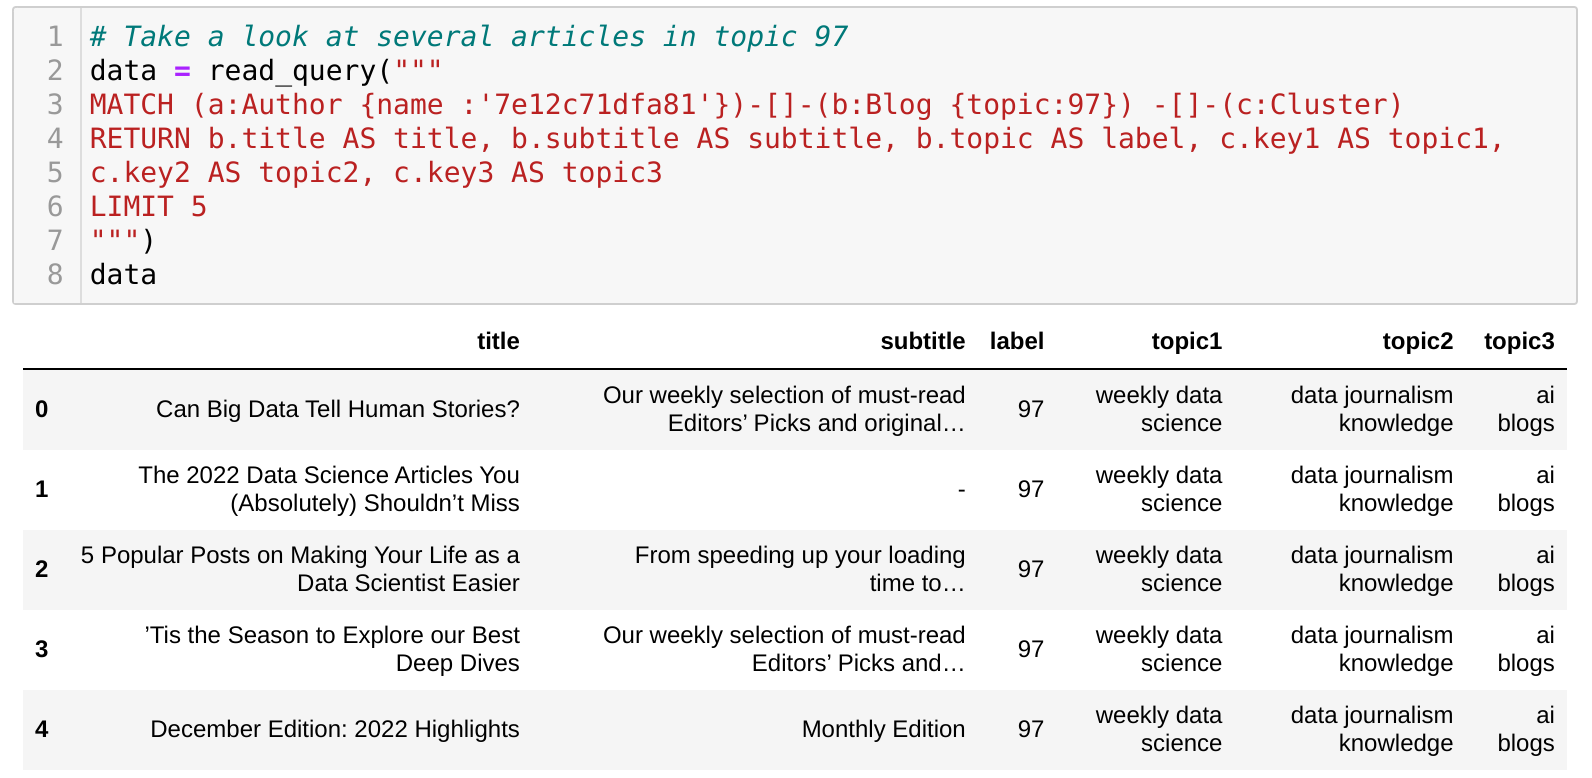 1 # Take a look at several articles in topic 97
2 data = read_query("""
3 MATCH (a:Author {name :'7e12c71dfa81'})-[]-(b:Blog {topic:97}) -[]-(c:Cluster)
4 RETURN b.title AS title, b.subtitle AS subtitle, b.topic AS label, c.key1 AS topic1,
5 c.key2 AS topic2, c.key3 AS topic3
6 LIMIT 5
7 """)
8 data
title subtitle label topic1 topic2 topic3
Our weekly selection of must-read weekly data data journalism ai
0 Can Big Data Tell Human Stories? 97
Editors’ Picks and original… science knowledge blogs
The 2022 Data Science Articles You weekly data data journalism ai
1 - 97
(Absolutely) Shouldn’t Miss science knowledge blogs
5 Popular Posts on Making Your Life as a From speeding up your loading weekly data data journalism ai
2 97
Data Scientist Easier time to… science knowledge blogs
’Tis the Season to Explore our Best Our weekly selection of must-read weekly data data journalism ai
3 97
Deep Dives Editors’ Picks and… science knowledge blogs
weekly data data journalism ai
4 December Edition: 2022 Highlights Monthly Edition 97
science knowledge blogs